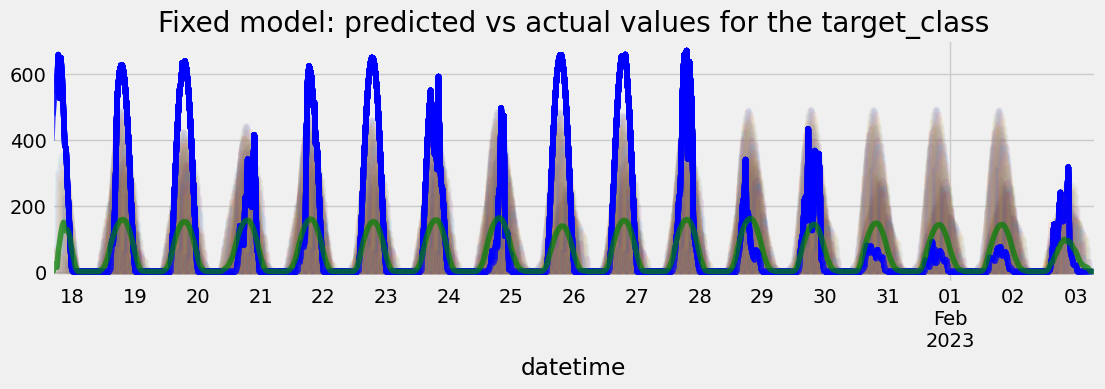 Fixed model: predicted vs actual values for the target_class
600
400
200
0
18 19 20 21 22 23 24 25 26 27 28 29 30 31 01 02 03
Feb
2023
datetime